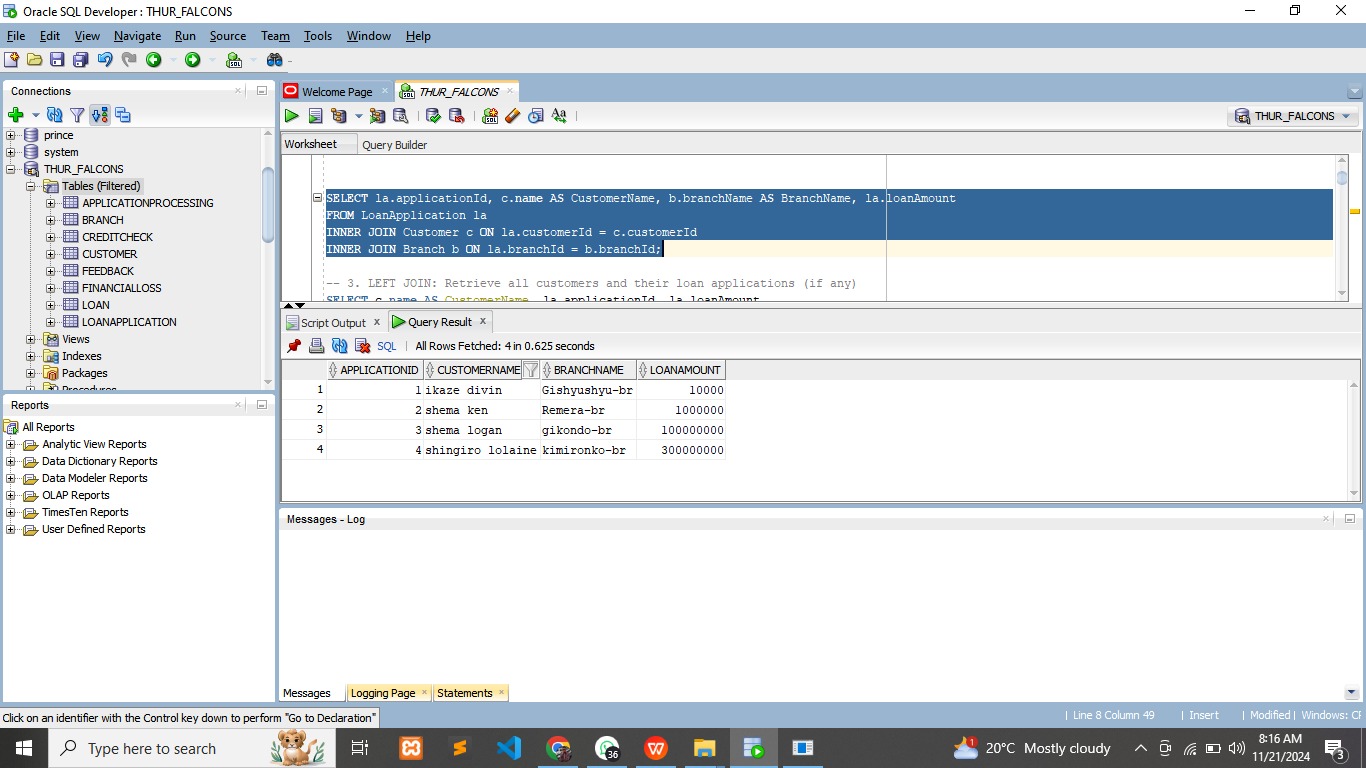 Oracle SQL Developer : THUR_FALCONS
File Edit View Navigate Run Source Team Tools Window Help
Connections
Welcome Page
THUR_FALCONS
THUR_FALCONS
Worksheet Query Builder
prince
system
THUR_FALCONS
Tables (Filtered)
APPLICATIONPROCESSING
BRANCH
CREDITCHECK
CUSTOMER
FEEDBACK
FINANCIALLOSS
LOAN
LOANAPPLICATION
Views
Indexes
Packages
Procedures
SELECT la.applicationId, c.name AS CustomerName, b.branchName AS BranchName, la.loanAmount
FROM LoanApplication la
INNER JOIN Customer c ON la.customerId = c.customerId
INNER JOIN Branch b ON la.branchId = b.branchId;
-- 3. LEFT JOIN: Retrieve all customers and their loan applications (if any)
SELECT c.name AS CustomerName, la.applicationId, la.loanAmount
Script Output x Query Result x
SQL | All Rows Fetched: 4 in 0.625 seconds
APPLICATIONID CUSTOMERNAME BRANCHNAME LOANAMOUNT
1 1 ikaze divin Gishyushyu-br 10000
2 2 shema ken Remera-br 1000000
3 3 shema logan gikondo-br 100000000
4 4 shingiro lolaine kimironko-br 300000000
Reports
All Reports
Analytic View Reports
Data Dictionary Reports
Data Modeler Reports
OLAP Reports
TimesTen Reports
User Defined Reports
Messages - Log
Messages Logging Page Statements
Click on an identifier with the Control key down to perform "Go to Declaration"
Line 8 Column 49 | Insert | Modified | Windows: CF
Type here to search
36
1
20°C Mostly cloudy
8:16 AM
11/21/2024
3